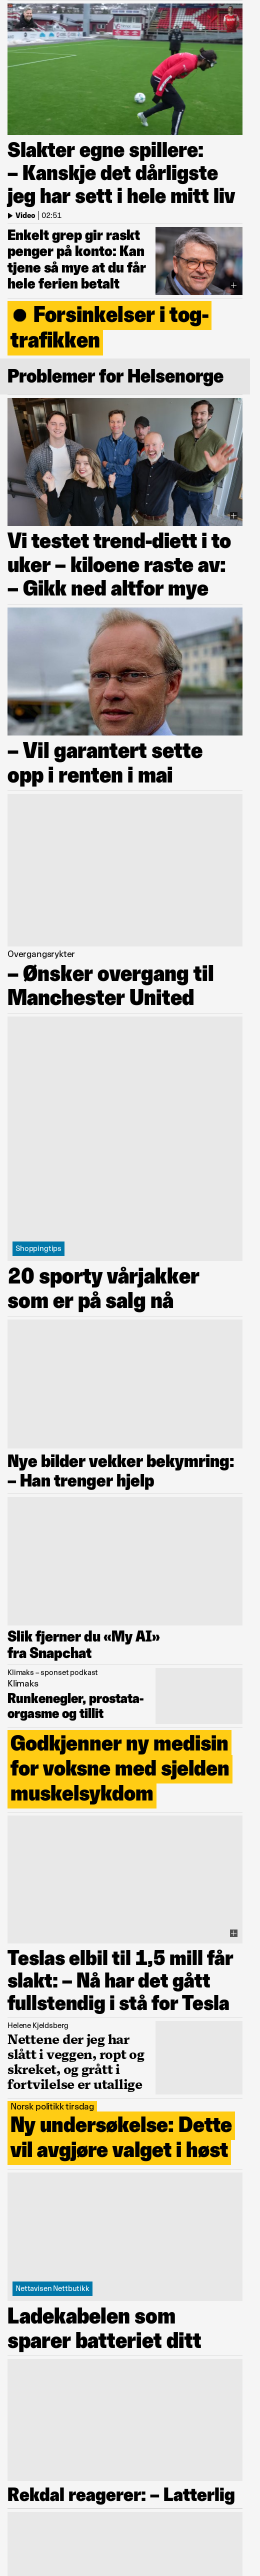 Slakter egne spillere:
– Kanskje det dårligste
jeg har sett i hele mitt liv
Video | 02:51
Enkelt grep gir raskt
penger på konto: Kan
tjene så mye at du får
hele ferien betalt
● Forsinkelser i tog-
trafikken
Problemer for Helsenorge
Vi testet trend-diett i to
uker – kiloene raste av:
– Gikk ned altfor mye
– Vil garantert sette
opp i renten i mai
Overgangsrykter
– Ønsker overgang til
Manchester United
Shoppingtips
20 sporty vårjakker
som er på salg nå
Nye bilder vekker bekymring:
– Han trenger hjelp
Slik fjerner du «My AI»
fra Snapchat
Klimaks – sponset podkast
Klimaks
Runkenegler, prostata-
orgasme og tillit
Godkjenner ny medisin
for voksne med sjelden
muskelsykdom
Teslas elbil til 1,5 mill får
slakt: – Nå har det gått
fullstendig i stå for Tesla
Helene Kjeldsberg
Nettene der jeg har
slått i veggen, ropt og
skreket, og grått i
fortvilelse er utallige
Norsk politikk tirsdag
Ny undersøkelse: Dette
vil avgjøre valget i høst
Nettavisen Nettbutikk
Ladekabelen som
sparer batteriet ditt
Rekdal reagerer: – Latterlig